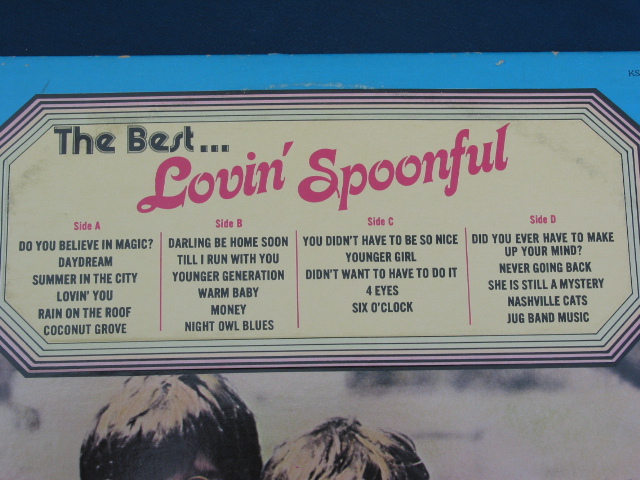 KS
The Best...
Lovin' Spoonful
Side A
DO YOU BELIEVE IN MAGIC?
DAYDREAM
SUMMER IN THE CITY
LOVIN' YOU
RAIN ON THE ROOF
COCONUT GROVE
Side B
DARLING BE HOME SOON
TILL I RUN WITH YOU
YOUNGER GENERATION
WARM BABY
MONEY
NIGHT OWL BLUES
Side C
YOU DIDN'T HAVE TO BE SO NICE
YOUNGER GIRL
DIDN'T WANT TO HAVE TO DO IT
4 EYES
SIX O'CLOCK
Side D
DID YOU EVER HAVE TO MAKE
UP YOUR MIND?
NEVER GOING BACK
SHE IS STILL A MYSTERY
NASHVILLE CATS
JUG BAND MUSIC